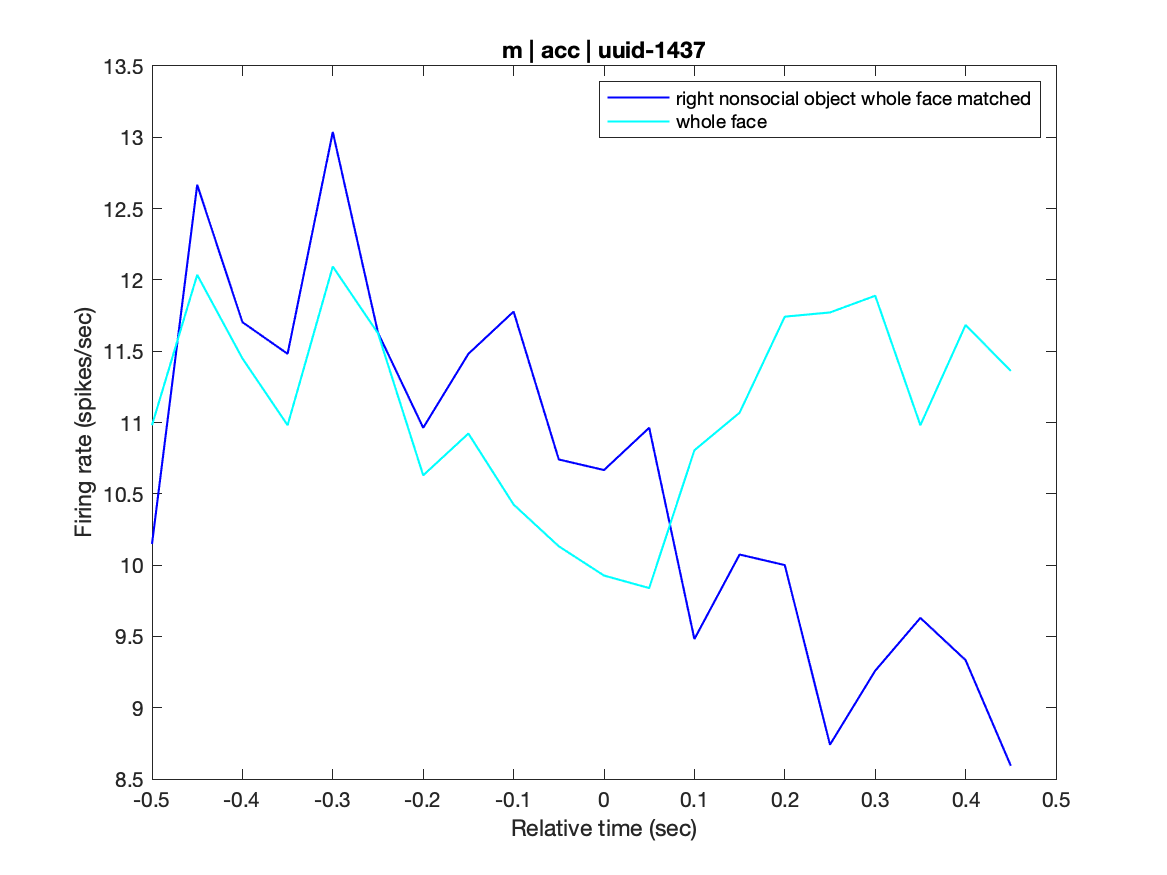 m | acc | uuid-1437
right nonsocial object whole face matched
whole face
13.5
13
12.5
12
11.5
11
10.5
10
9.5
9
8.5
Firing rate (spikes/sec)
-0.5 -0.4 -0.3 -0.2 -0.1 0 0.1 0.2 0.3 0.4 0.5
Relative time (sec)